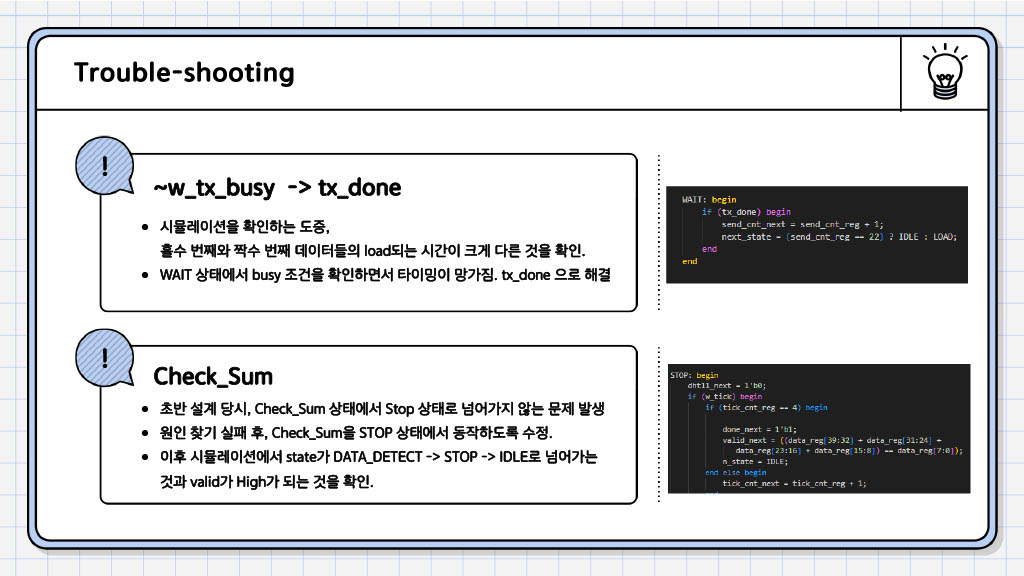 Trouble-shooting
!
~w_tx_busy -> tx_done
• 시뮬레이션을 확인하는 도중,
홀수 번째와 짝수 번째 데이터들의 load되는 시간이 크게 다른 것을 확인.
• WAIT 상태에서 busy 조건을 확인하면서 타이밍이 망가짐. tx_done 으로 해결
WAIT: begin
if (tx_done) begin
send_cnt_next = send_cnt_reg + 1;
next_state = (send_cnt_reg == 22) ? IDLE : LOAD;
end
end
!
Check_Sum
• 초반 설계 당시, Check_Sum 상태에서 Stop 상태로 넘어가지 않는 문제 발생
• 원인 찾기 실패 후, Check_Sum을 STOP 상태에서 동작하도록 수정.
• 이후 시뮬레이션에서 state가 DATA_DETECT -> STOP -> IDLE로 넘어가는
것과 valid가 High가 되는 것을 확인.
STOP: begin
dht11_next = 1'b0;
if (w_tick) begin
if (tick_cnt_reg == 4) begin
done_next = 1'b1;
valid_next = ((data_reg[39:32] + data_reg[31:24] +
data_reg[23:16] + data_reg[15:8]) == data_reg[7:0]);
n_state = IDLE;
end else begin
tick_cnt_next = tick_cnt_reg + 1;